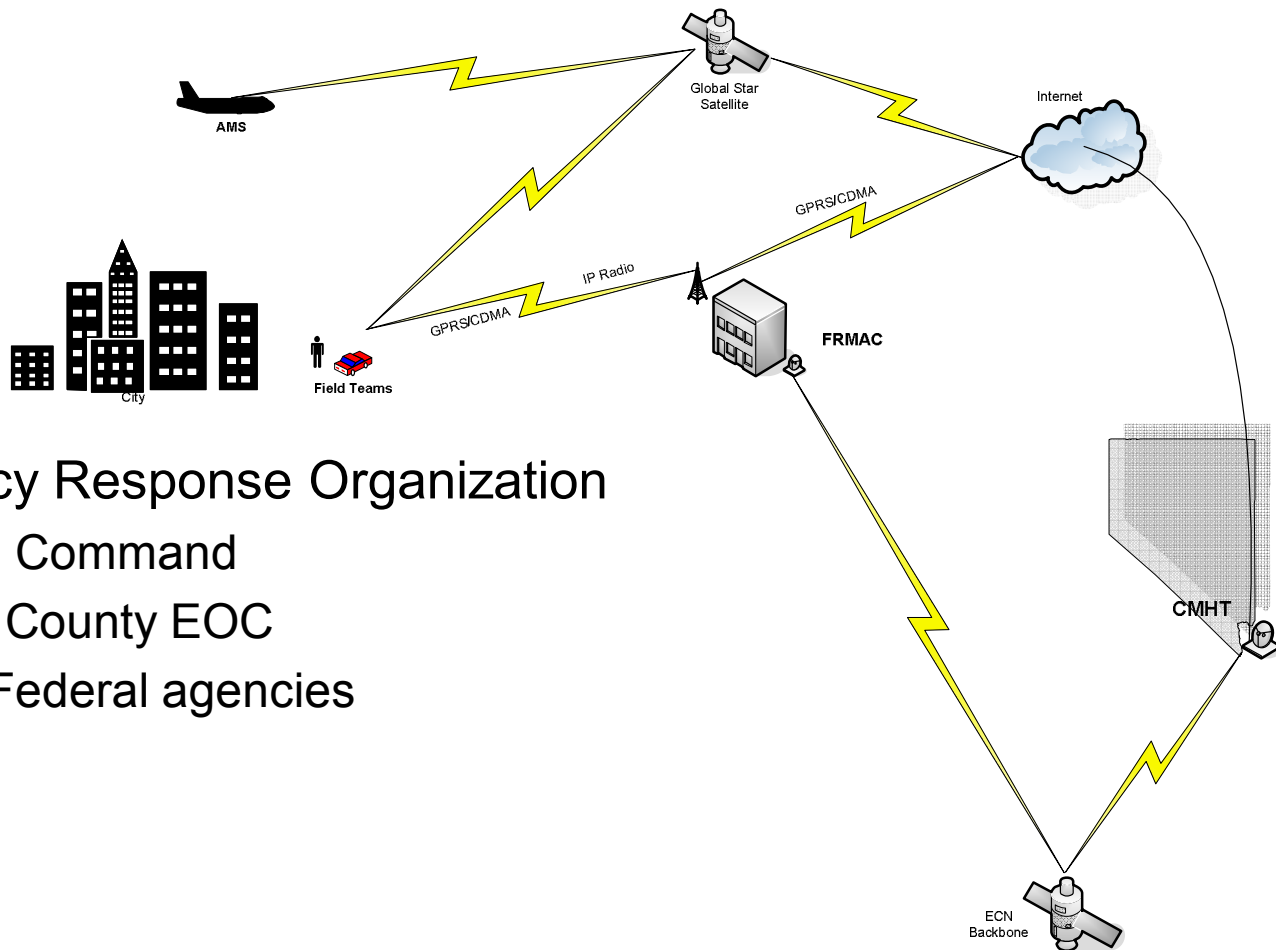 Global Star
Satellite
Internet
AMS
GPRS/CDMA
IP Radio
GPRS/CDMA
FRMAC
Field Teams
City
cy Response Organization
Command
County EOC
Federal agencies
CMHT
ECN
Backbone